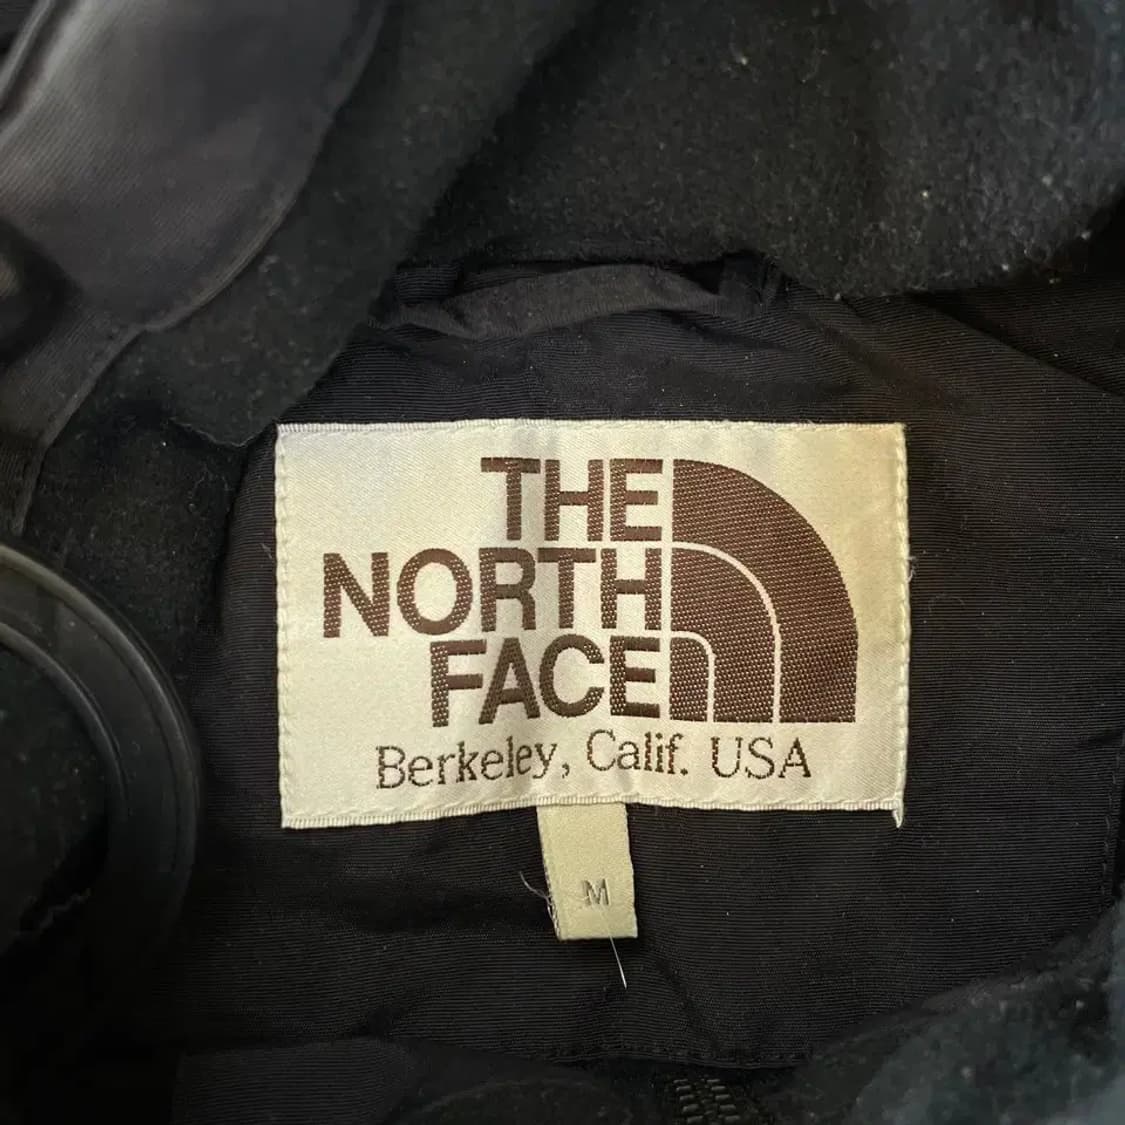 THE
NORTH
FACE
Berkeley, Calif. USA
M